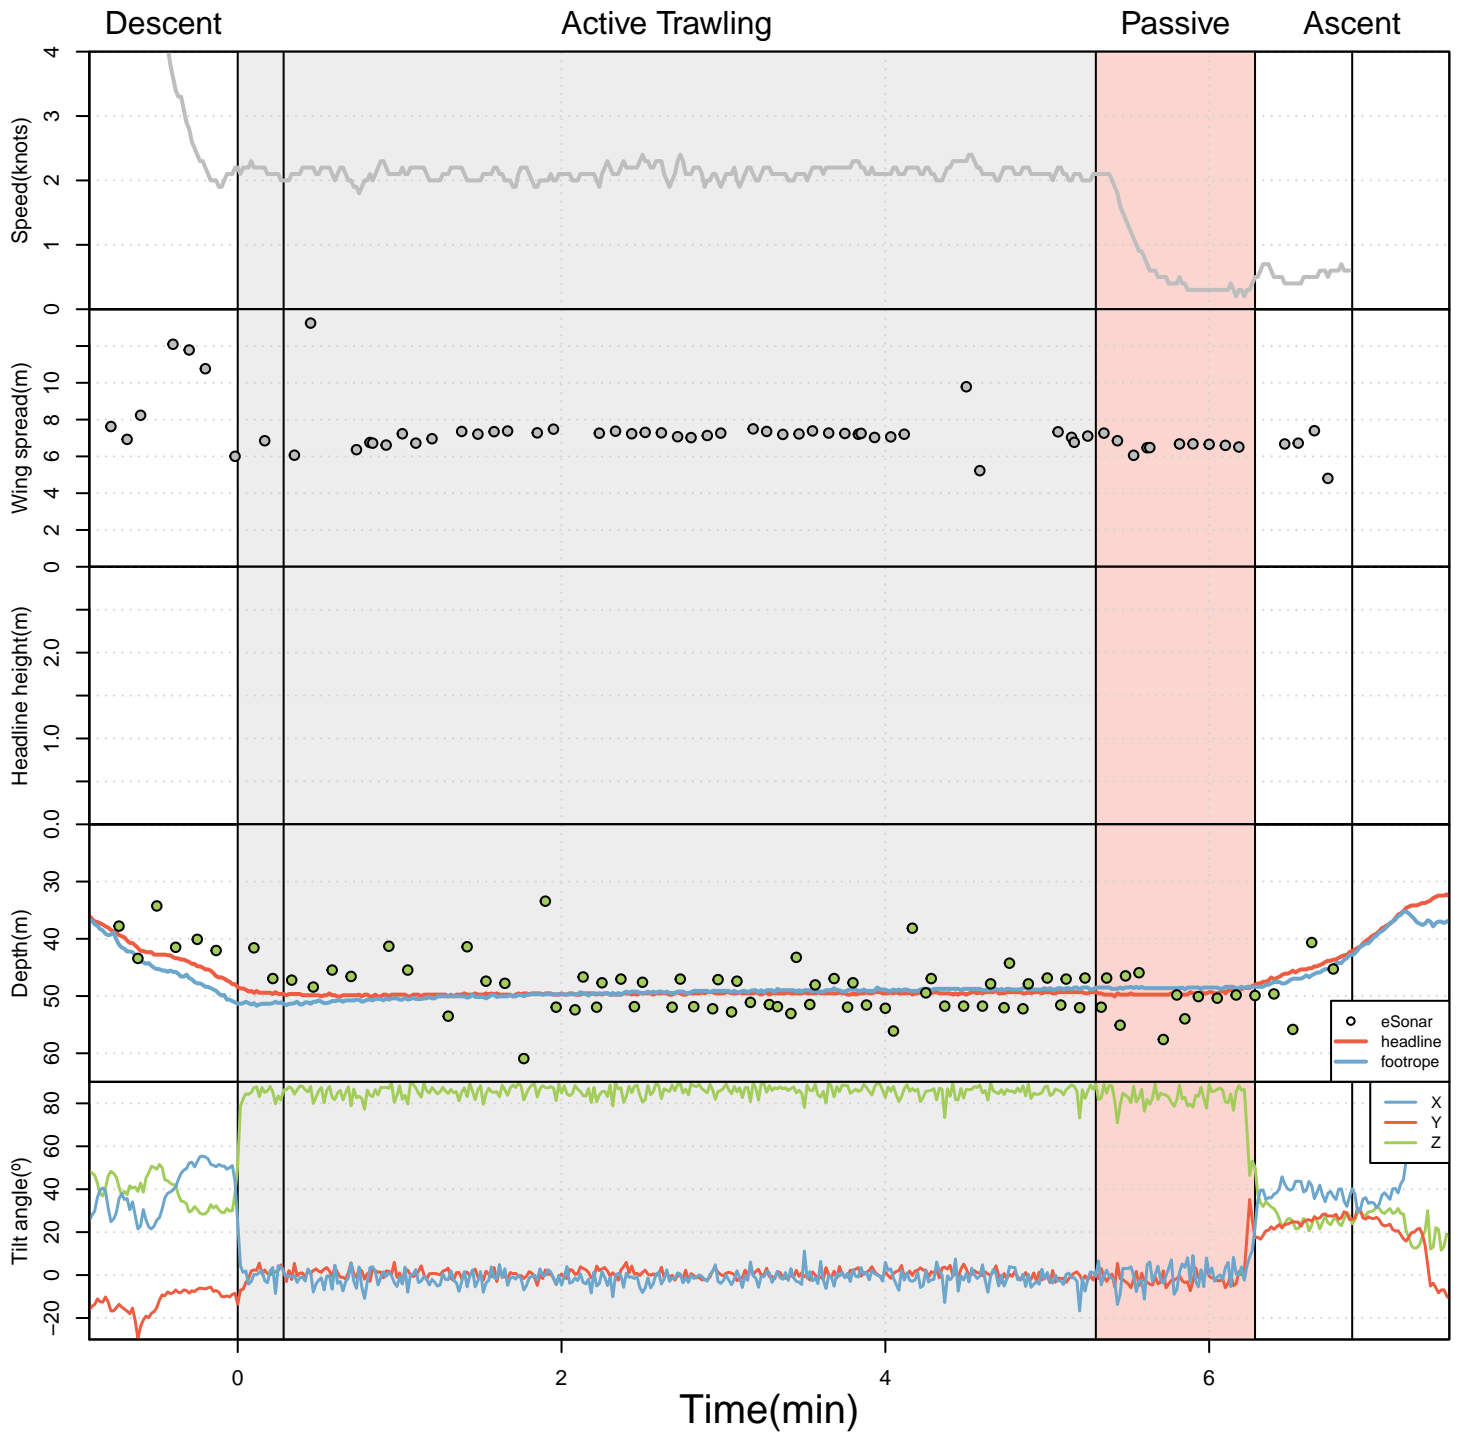 Descent Active Trawling Passive Ascent
Speed(knots)
4
3
2
1
0
Wing spread(m)
10
8
6
4
2
0
Headline height(m)
2.0
1.0
0.0
Depth(m)
30
40
50
60
eSonar
headline
footrope
Tilt angle(º)
80
60
40
20
0
−20
X
Y
Z
0 2 4 6
Time(min)